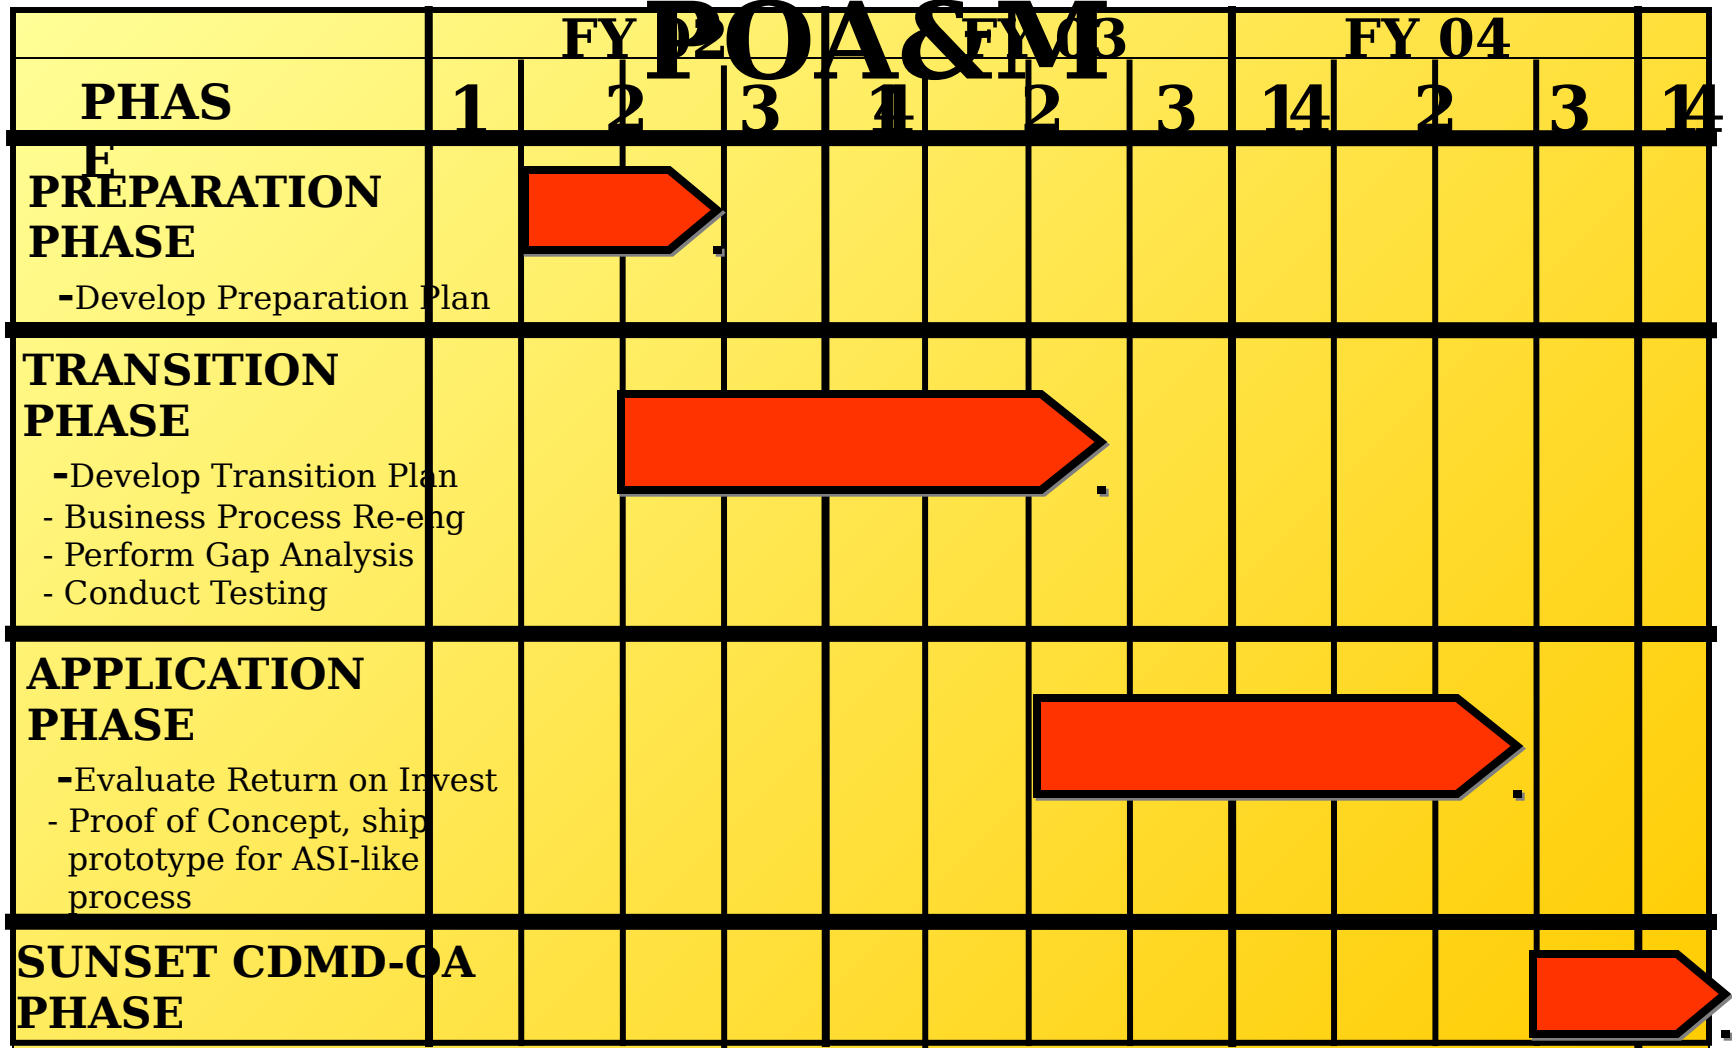 POA&M
FY 02 FY 03 FY 04
PHAS
E
1 2 3 4 1 2 3 4 1 2 3 4 1
PREPARATION
PHASE
-Develop Preparation Plan
TRANSITION
PHASE
-Develop Transition Plan
- Business Process Re-eng
- Perform Gap Analysis
- Conduct Testing
APPLICATION
PHASE
-Evaluate Return on Invest
- Proof of Concept, ship
prototype for ASI-like
process
SUNSET CDMD-OA
PHASE